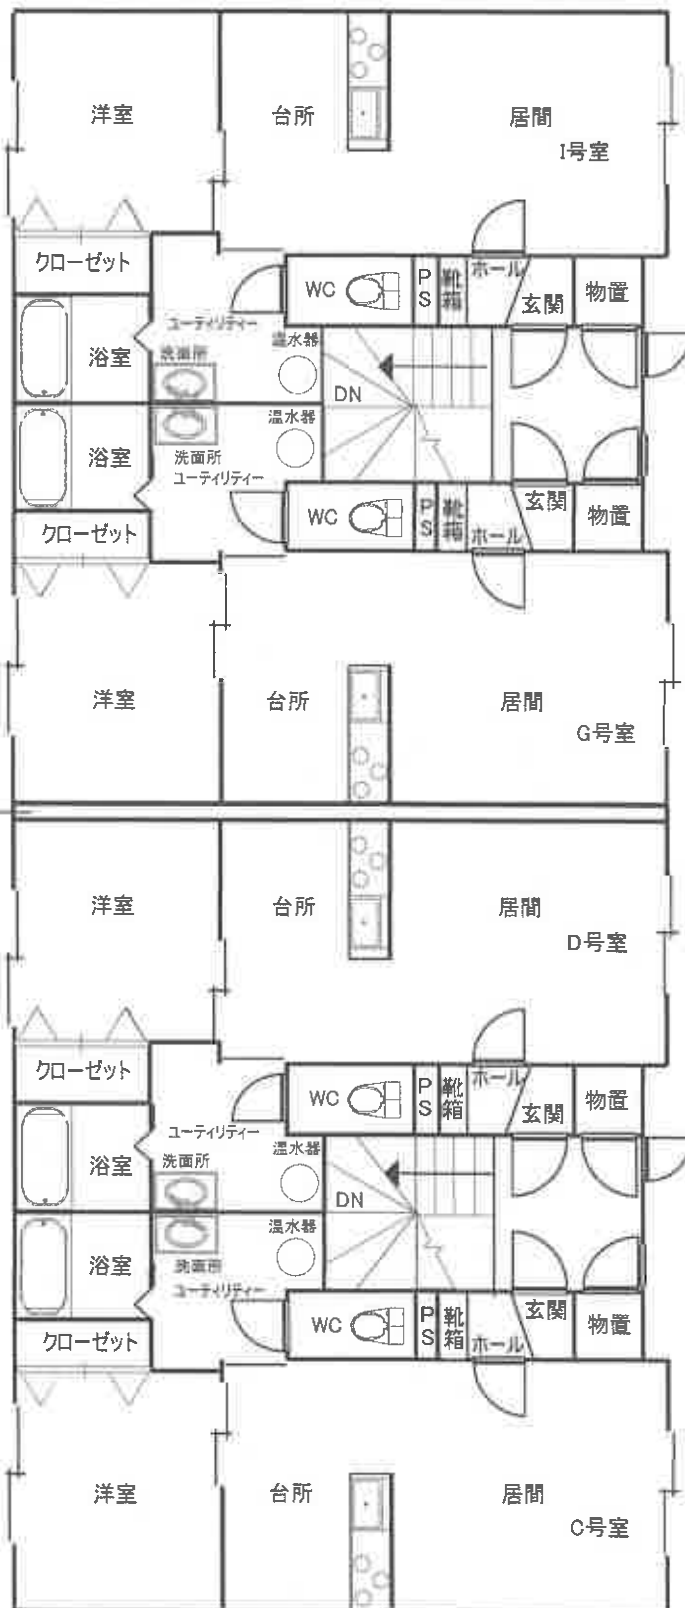 洋室
台所
居間
I号室
クローゼット
WC
PS
靴箱
ホール
玄関
物置
ユーティリティー
浴室
洗面所
温水器
DN
浴室
洗面所
温水器
ユーティリティー
クローゼット
WC
PS
靴箱
ホール
玄関
物置
洋室
台所
居間
G号室
洋室
台所
居間
D号室
クローゼット
WC
PS
靴箱
ホール
玄関
物置
ユーティリティー
浴室
洗面所
温水器
DN
浴室
洗面所
温水器
ユーティリティー
クローゼット
WC
PS
靴箱
ホール
玄関
物置
洋室
台所
居間
C号室